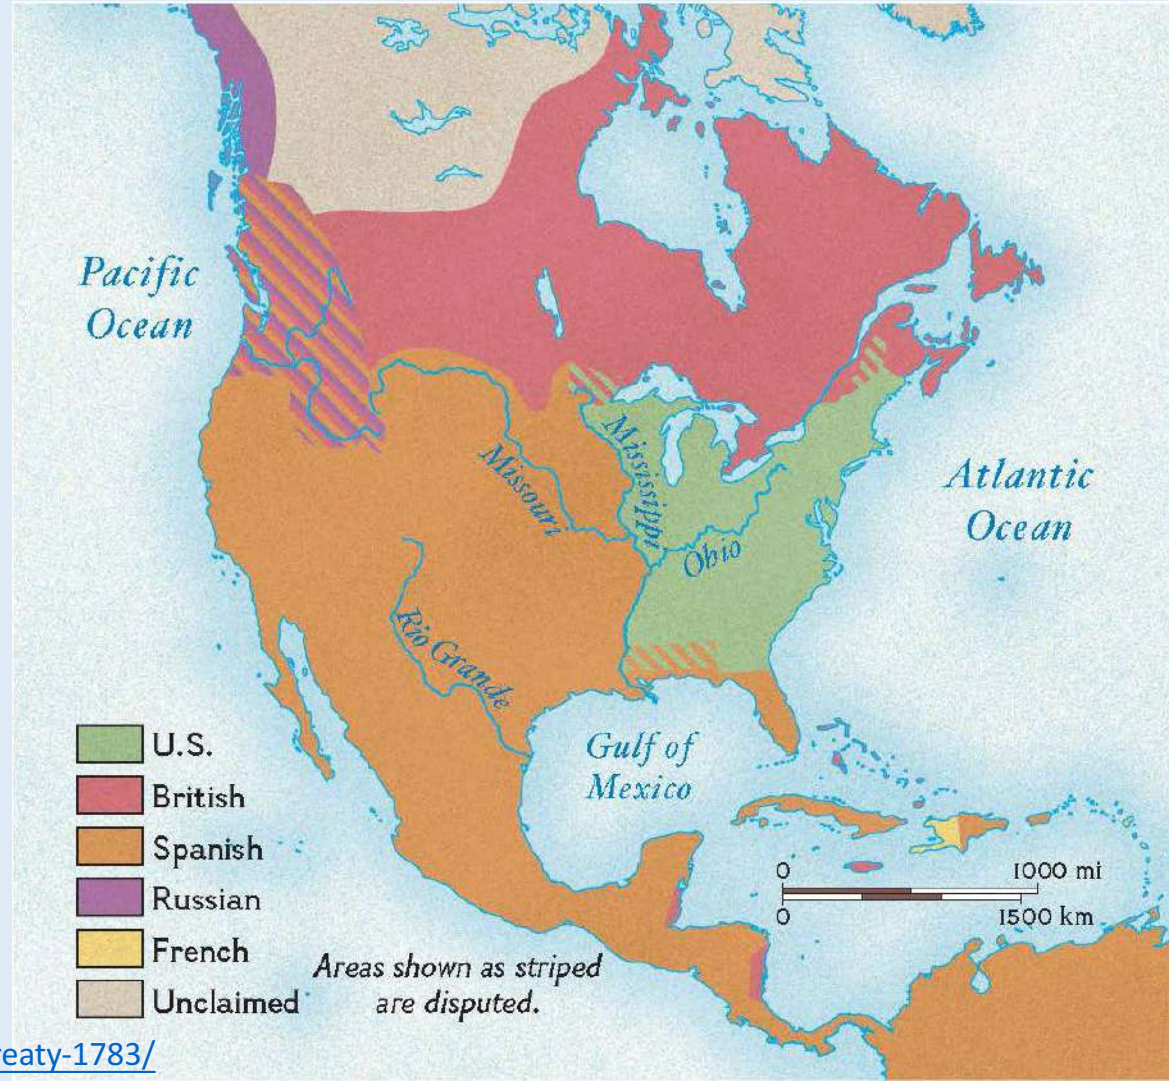 Pacific
Ocean
Missouri
Mississippi
Ohio
Atlantic
Ocean
Rio Grande
Gulf of
Mexico
U.S.
British
Spanish
Russian
French
Unclaimed
Areas shown as striped
are disputed.
0
1000 mi
0
1500 km
reaty-1783/